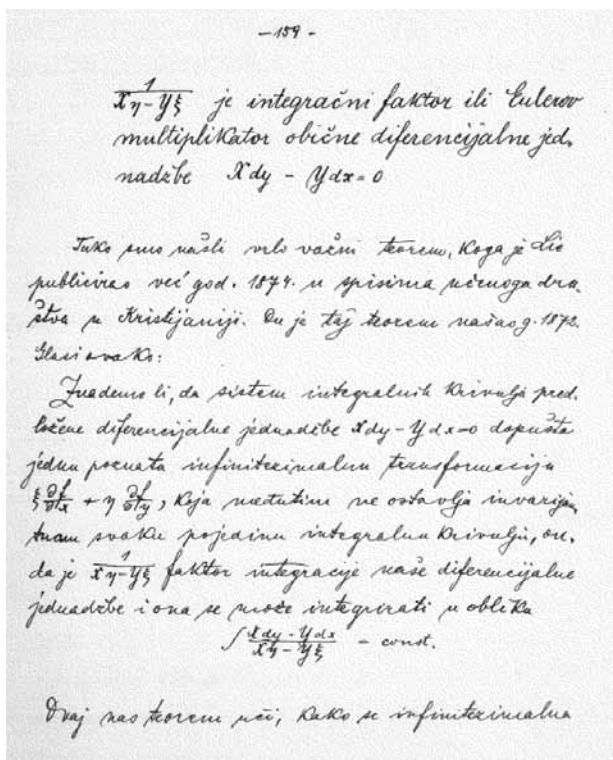 - 159 -
1/(Xη - Yξ) je integračni faktor ili Eulerov
multiplikator obične diferencijalne jed.
nadžbe Xdy - Ydx = 0
Tako smo našli vrlo važni teorem, koga je Lie
publicirao već god. 1874. u spisima učenoga dru.
štva u Kristijaniji. On je taj teorem našao g. 1872.
Glasi ovako:
Znademo li, da sistem integralnih krivulja pred.
ložene diferencijalne jednadžbe Xdy - Ydx = 0 dopušta
jednu poznatu infinitezimalnu transformaciju
ξ ∂f/∂x + η ∂f/∂y, koja međutim ne ostavlja invarijan.
tnom svaku pojedinu integralnu krivulju, on.
da je 1/(Xη - Yξ) faktor integracije naše diferencijalne
jednadžbe i ona se može integrirati u obliku
∫ (Xdy - Ydx)/(Xη - Yξ) = const.
Ovaj nas teorem uči, kako se infinitezimalna